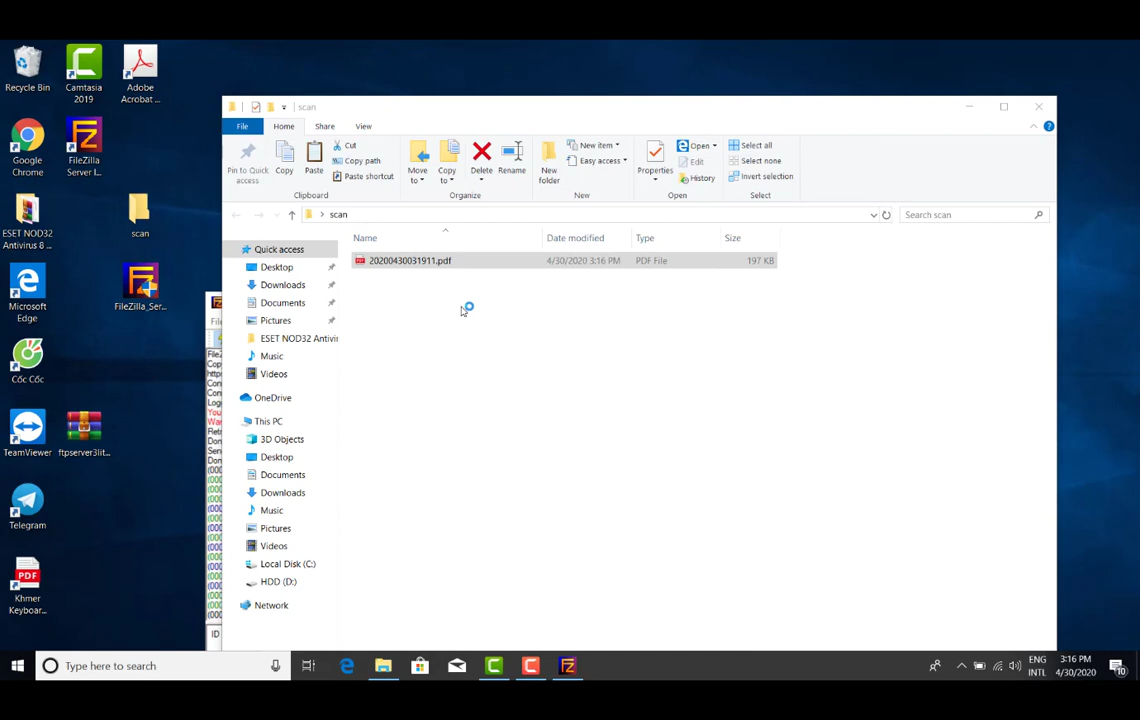 Recycle Bin
Camtasia
2019
Adobe
Acrobat ...
Google
Chrome
FileZilla
Server I...
ESET NOD32
Antivirus 8 ...
scan
Microsoft
Edge
FileZilla_Ser...
Cốc Cốc
TeamViewer
ftpserver3lit...
Telegram
Khmer
Keyboar...
scan
File
Home
Share
View
Pin to Quick
access
Copy
Paste
Cut
Copy path
Paste shortcut
Clipboard
Move
to
Copy
to
Delete
Rename
Organize
New
folder
New item
Easy access
New
Properties
Open
Edit
History
Open
Select all
Select none
Invert selection
Select
scan
Search scan
Name
Date modified
Type
Size
20200430031911.pdf
4/30/2020 3:16 PM
PDF File
197 KB
Quick access
Desktop
Downloads
Documents
Pictures
ESET NOD32 Antivir
Music
Videos
OneDrive
This PC
3D Objects
Desktop
Documents
Downloads
Music
Pictures
Videos
Local Disk (C:)
HDD (D:)
Network
ID
Type here to search
ENG
INTL
3:16 PM
4/30/2020
10